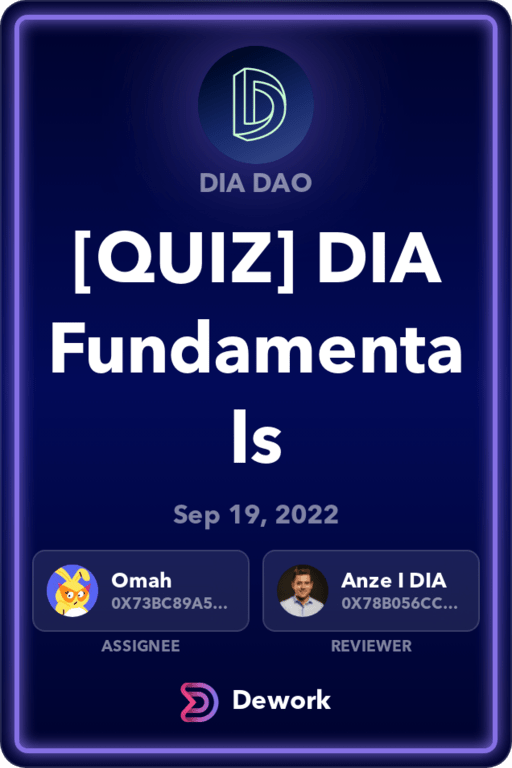 DIA DAO
[QUIZ] DIA
Fundamenta
ls
Sep 19, 2022
Omah
0X73BC89A5...
Anze I DIA
0X78B056CC...
ASSIGNEE
REVIEWER
Dework